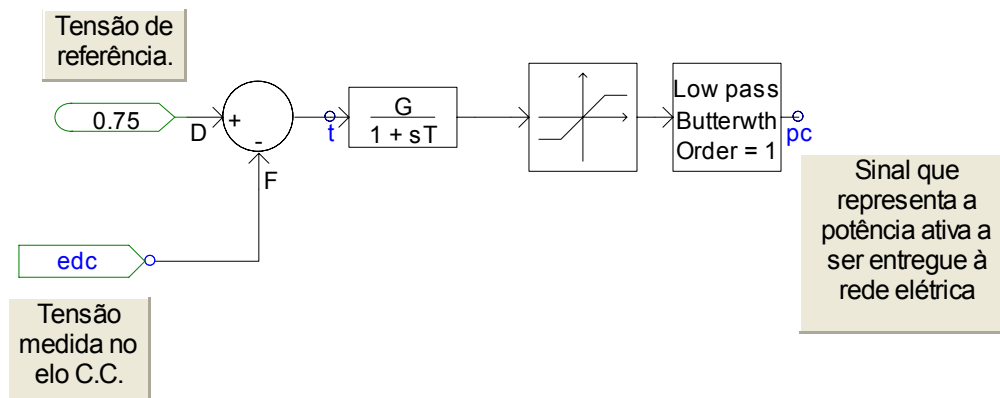 Tensão de
referência.
0.75
D
+
-
F
t
G
1 + sT
Low pass
Butterwth
Order = 1
pc
edc
Tensão
medida no
elo C.C.
Sinal que
representa a
potência ativa a
ser entregue à
rede elétrica